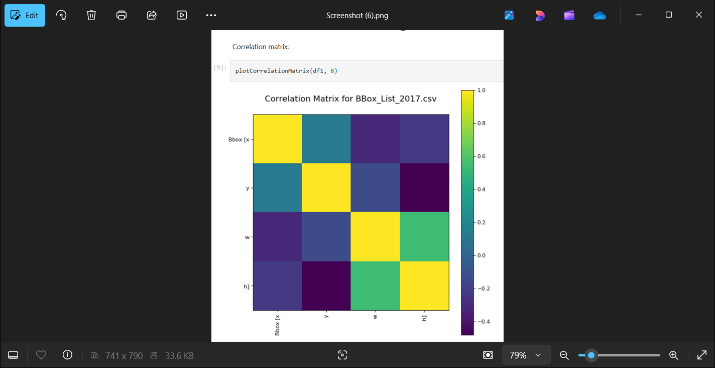 Edit
Screenshot (6).png
Correlation matrix:
plotCorrelationMatrix(df1, 8)
Correlation Matrix for BBox_List_2017.csv
Bbox [x
y
w
h]
Bbox [x
y
w
h]
1.0
0.8
0.6
0.4
0.2
0.0
−0.2
−0.4
741 x 790
33.6 KB
79%